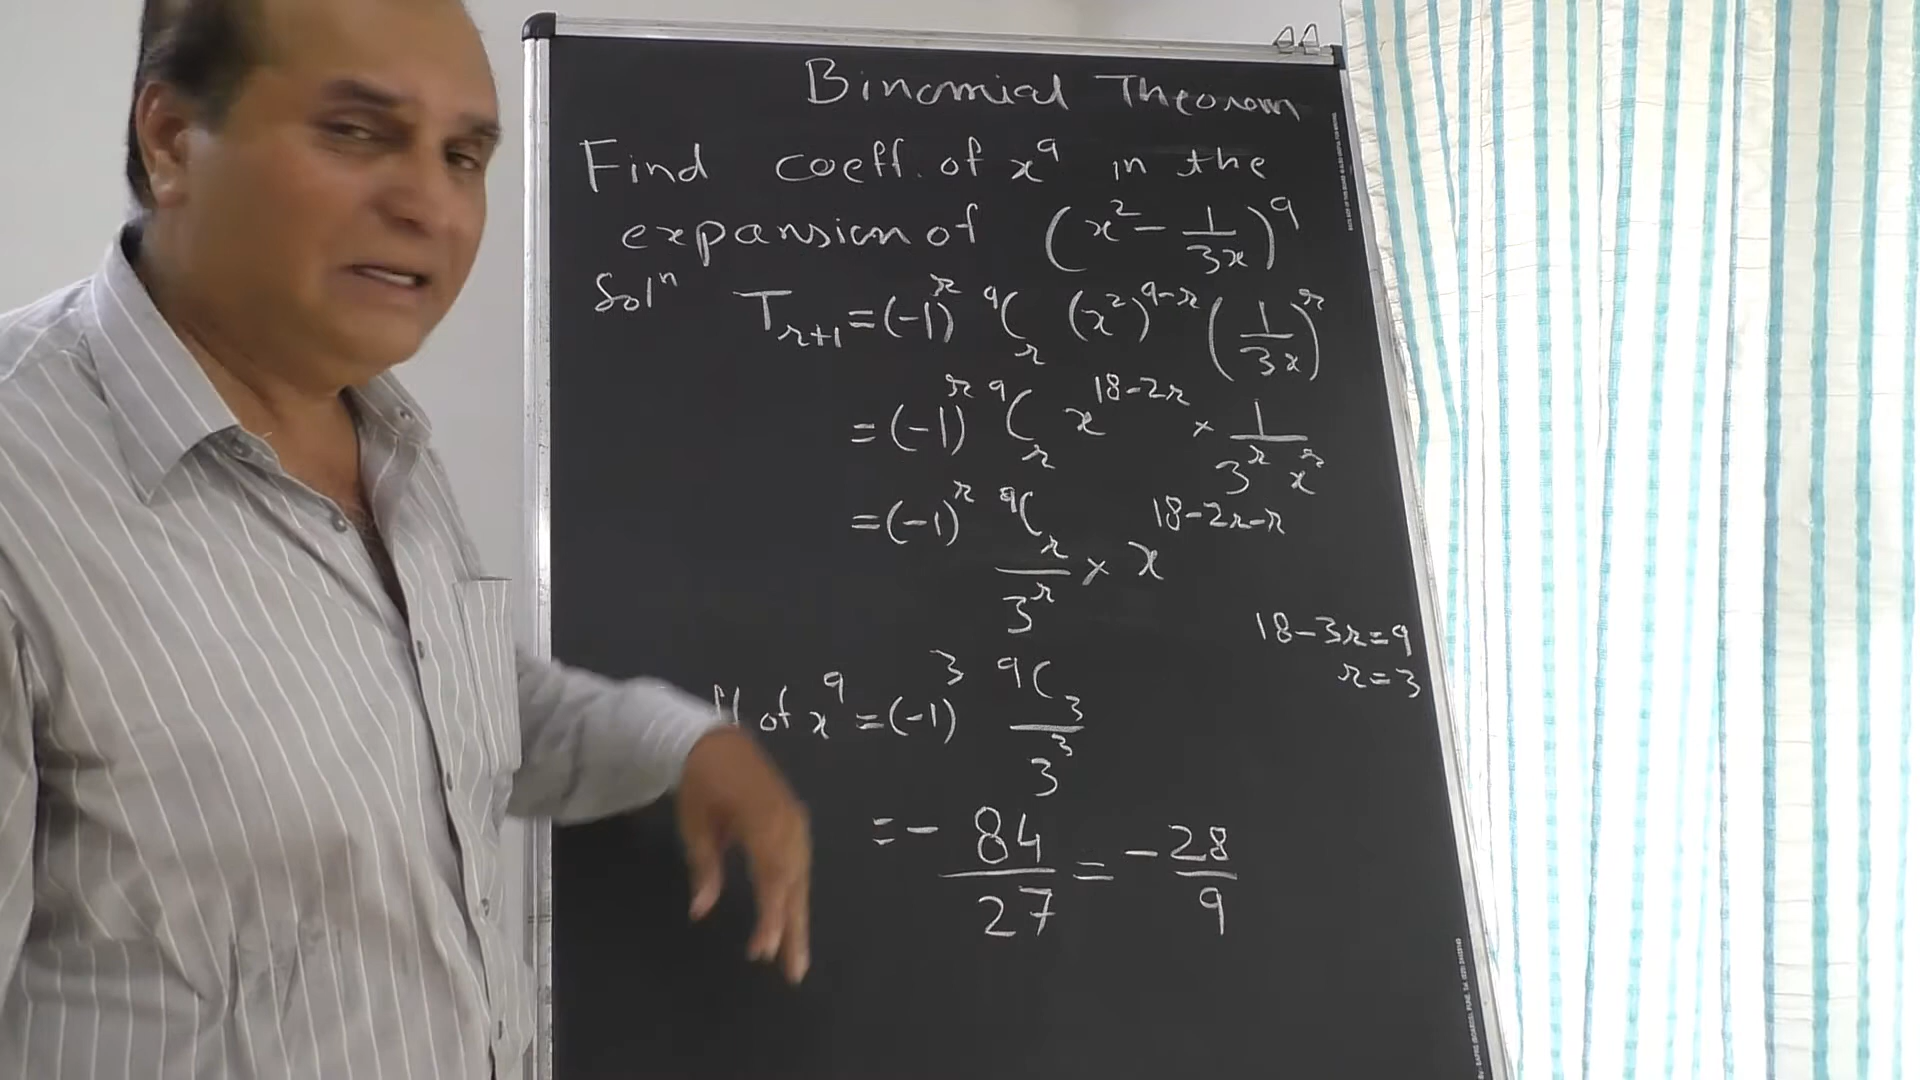 Binomial Theorem
Find coeff. of x⁹ in the
expansion of (x² - 1/3x)⁹
Solⁿ T_{r+1} = (-1)^r ⁹C_r (x²)^{9-r} (1/3x)^r
= (-1)^r ⁹C_r x^{18-2r} × 1/3^r x^r
= (-1)^r ⁹C_r/3^r × x^{18-2r-r}
18-3r=9
r=3
of x⁹ = (-1)³ ⁹C₃/3³
= - 84/27 = - 28/9